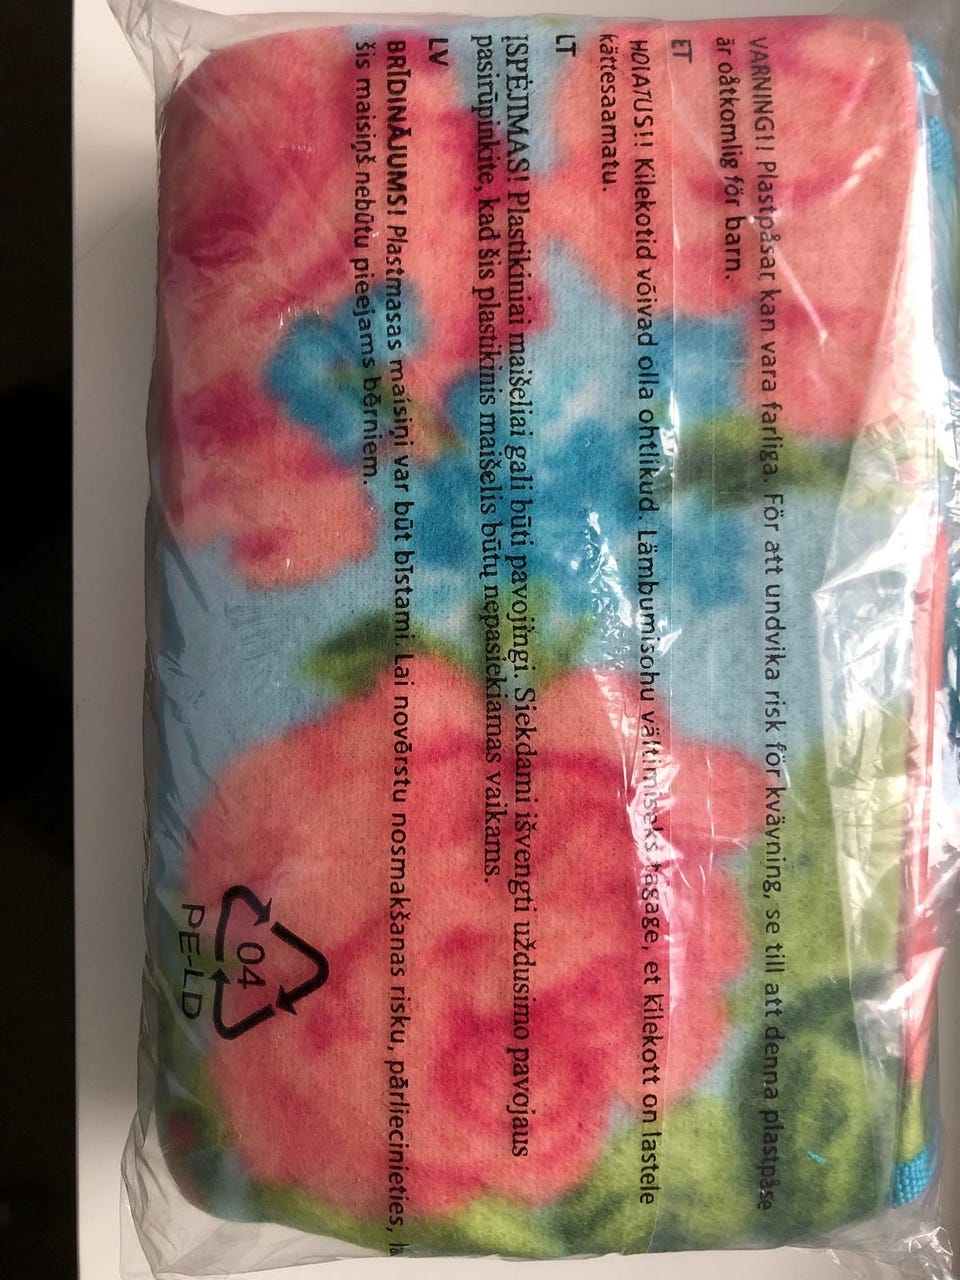 VARNING!! Plastpåsar kan vara farliga. För att undvika risk för kvävning, se till att denna plastpåse
är oåtkomlig för barn.
ET
HOIATUS!! Kilekotid võivad olla ohtlikud. Lämbumisohu vältimiseks tagage, et kilekott on lastele
kättesaamatu.
LT
ĮSPĖJIMAS! Plastikiniai maišeliai gali būti pavojingi. Siekdami išvengti uždusimo pavojaus
pasirūpinkite, kad šis plastikinis maišelis būtų nepasiekiamas vaikams.
LV
BRĪDINĀJUMS! Plastmasas maisiņi var būt bīstami. Lai novērstu nosmakšanas risku, pārliecinieties,
šis maisiņš nebūtu pieejams bērniem.
04
PE-LD